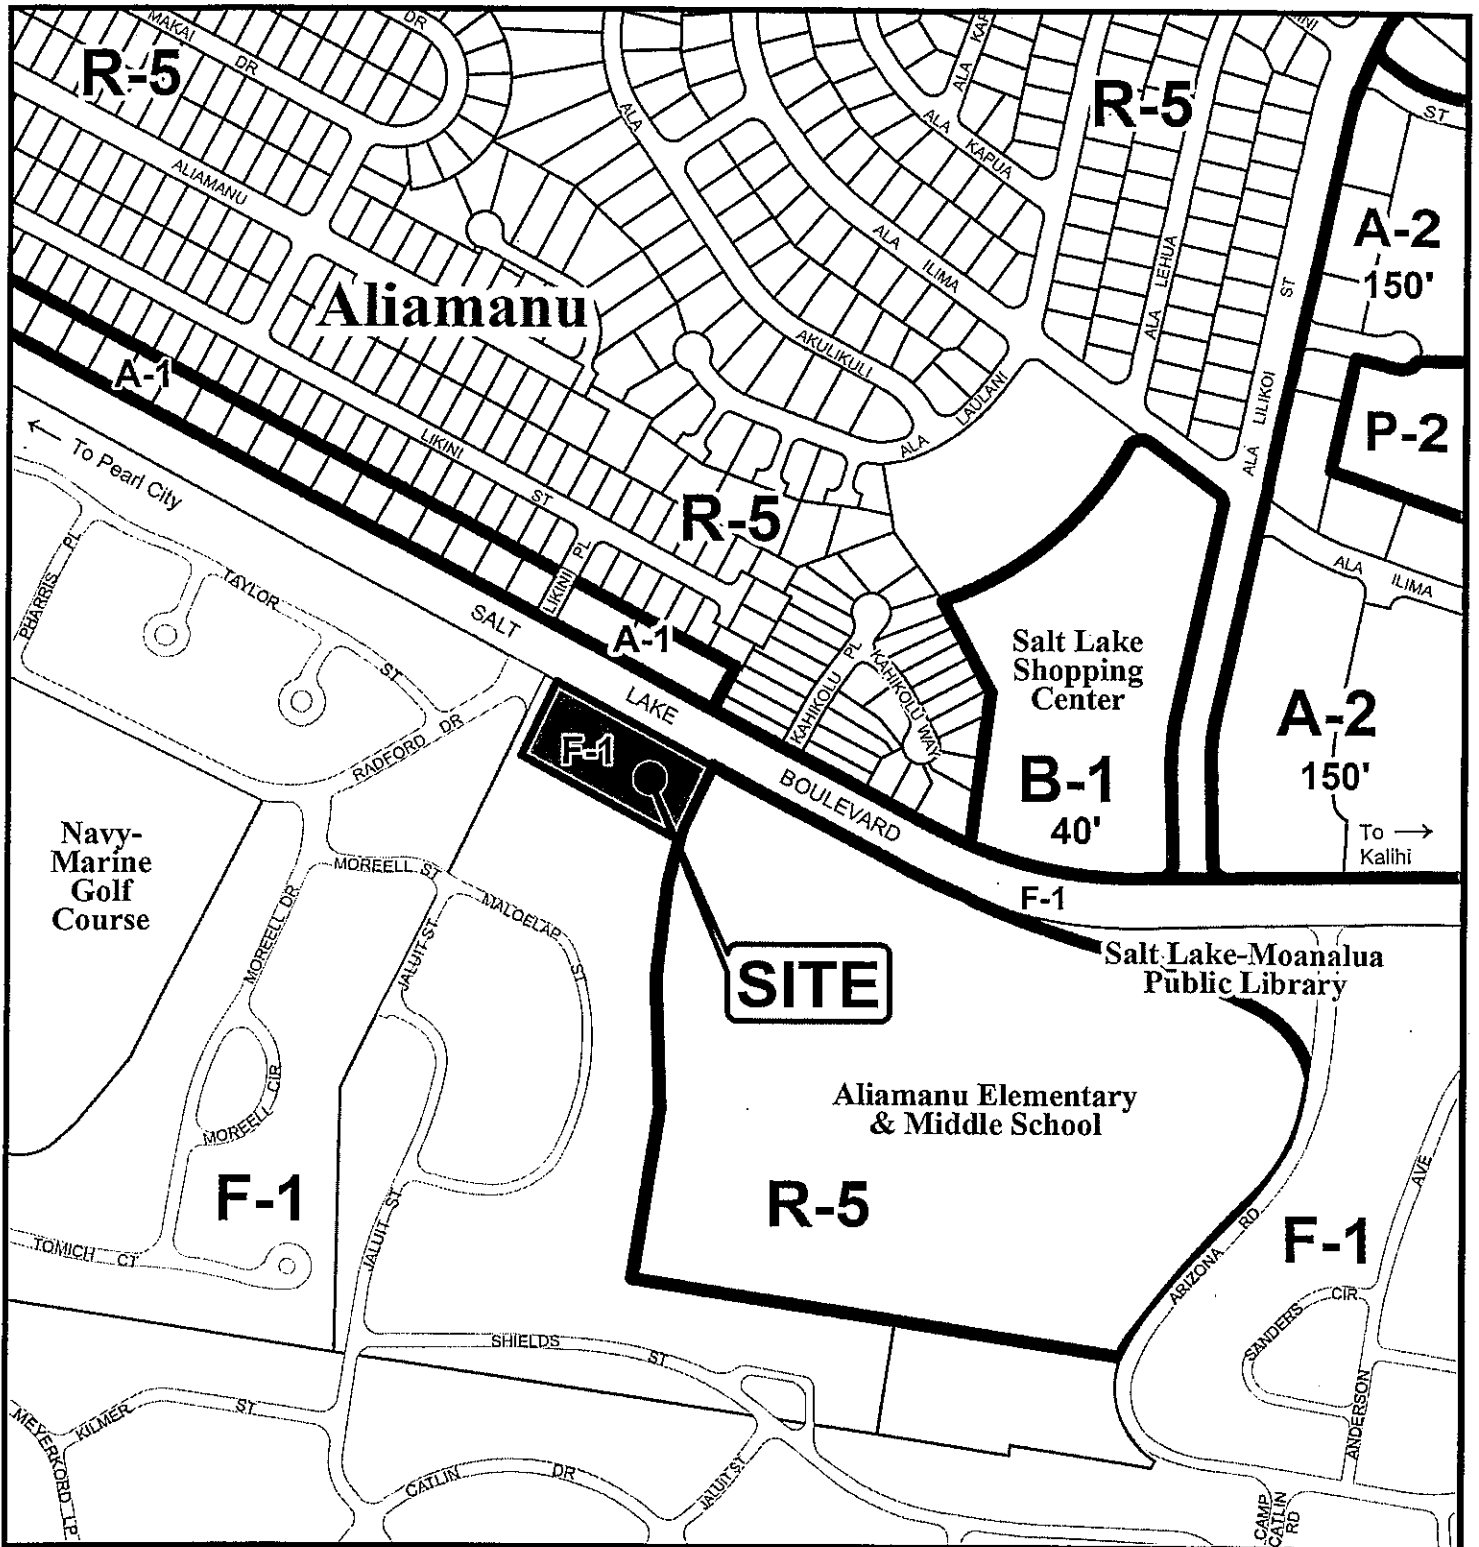 MAKAI
DR
DR
R-5
ALIAMANU
Aliamanu
A-1
← To Pearl City
LIKINI
ST
LIKINI PL
A-1
R-5
ALA
AKULIKULI
ALA
LAULANI
ALA
ILIMA
ALA
KAPUA
ALA
R-5
ALA
LEHUA
ALA
LILIKOI
ST
ST
A-2
150'
P-2
ALA
ILIMA
A-2
150'
To →
Kalihi
Salt Lake
Shopping
Center
B-1
40'
KAHIKOLU PL
KAHIKOLU WAY
SALT
LAKE
BOULEVARD
F-1
F-1
SITE
PHARRIS PL
TAYLOR
ST
RADFORD DR
Navy-
Marine
Golf
Course
MOREELL ST
MOREELL DR
MOREELL CIR
JALUIT ST
MALOELAP
ST
F-1
TOMICH CT
JALUIT ST
Salt Lake-Moanalua
Public Library
Aliamanu Elementary
& Middle School
R-5
ARIZONA RD
F-1
AVE
SANDERS
CIR
ANDERSON
SHIELDS
ST
KILMER
ST
MEYERKORD LP
CATLIN
DR
JALUIT ST
CAMP
CATLIN
RD